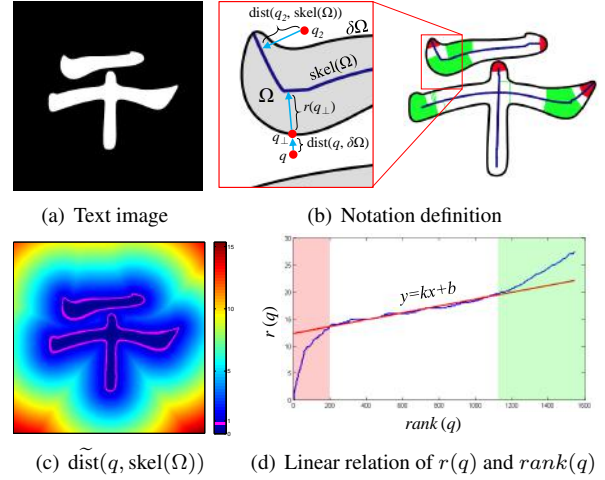 千
dist(q₂, skel(Ω))
q₂
δΩ
skel(Ω)
Ω
r(q⊥)
q⊥
dist(q, δΩ)
q
(a) Text image
(b) Notation definition
15
10
5
1
0
30
25
20
15
10
5
0
y=kx+b
r (q)
0 200 400 600 800 1000 1200 1400 1600
rank (q)
(c) d͠ist(q, skel(Ω))
(d) Linear relation of r(q) and rank(q)